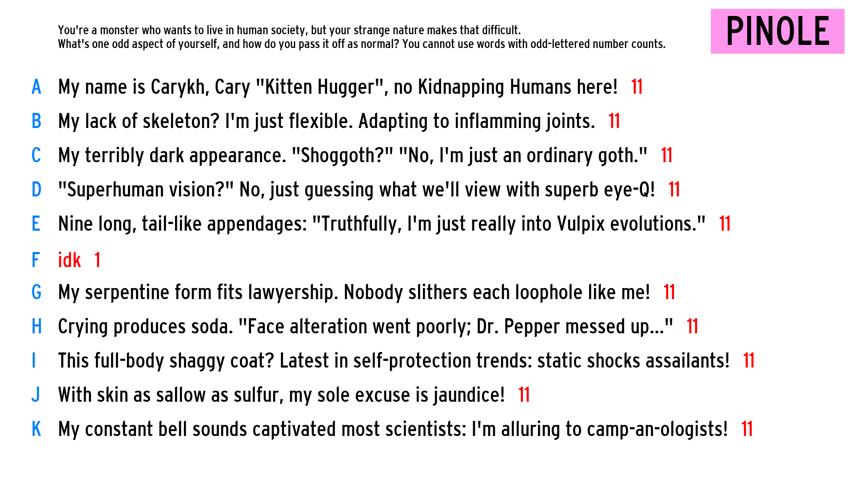 You're a monster who wants to live in human society, but your strange nature makes that difficult.
What's one odd aspect of yourself, and how do you pass it off as normal? You cannot use words with odd-lettered number counts.
PINOLE
A My name is Carykh, Cary "Kitten Hugger", no Kidnapping Humans here! 11
B My lack of skeleton? I'm just flexible. Adapting to inflamming joints. 11
C My terribly dark appearance. "Shoggoth?" "No, I'm just an ordinary goth." 11
D "Superhuman vision?" No, just guessing what we'll view with superb eye-Q! 11
E Nine long, tail-like appendages: "Truthfully, I'm just really into Vulpix evolutions." 11
F idk 1
G My serpentine form fits lawyership. Nobody slithers each loophole like me! 11
H Crying produces soda. "Face alteration went poorly; Dr. Pepper messed up..." 11
I This full-body shaggy coat? Latest in self-protection trends: static shocks assailants! 11
J With skin as sallow as sulfur, my sole excuse is jaundice! 11
K My constant bell sounds captivated most scientists: I'm alluring to camp-an-ologists! 11